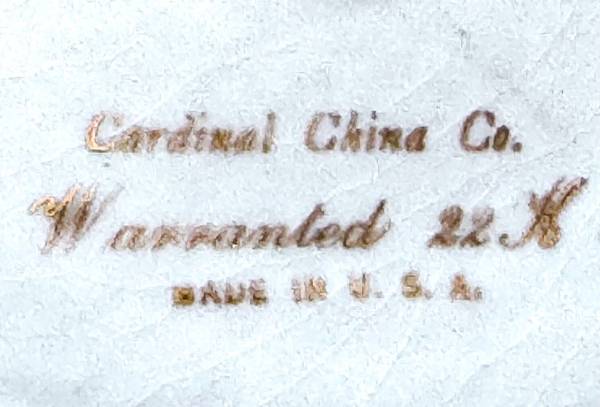 Cardinal China Co.
Warranted 22 K
MADE IN U. S. A.